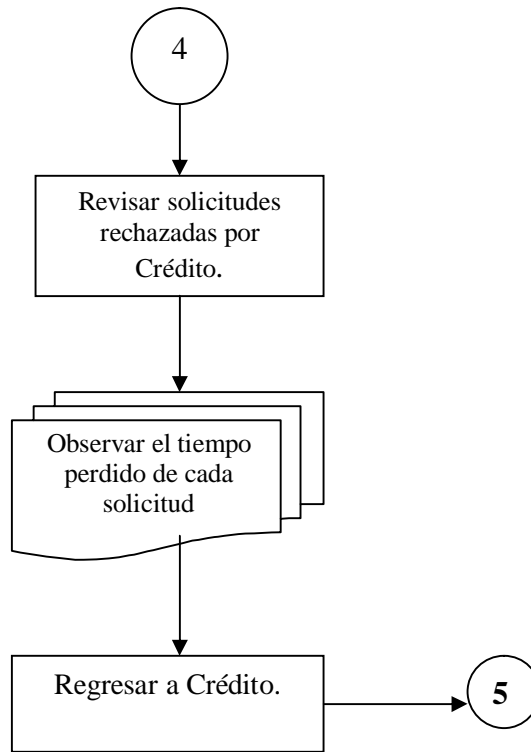 4
Revisar solicitudes
rechazadas por
Crédito.
Observar el tiempo
perdido de cada
solicitud
Regresar a Crédito.
5